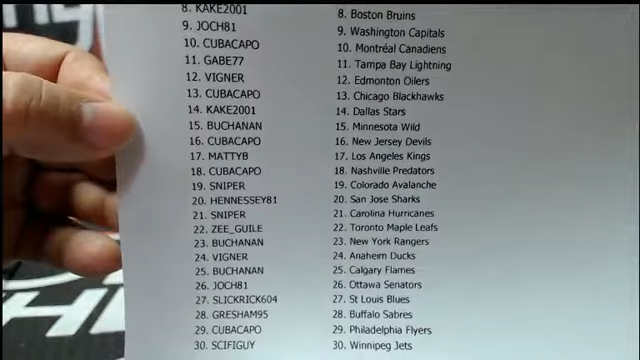 8. KAKE2001 8. Boston Bruins
9. JOCH81 9. Washington Capitals
10. CUBACAPO 10. Montréal Canadiens
11. GABE77 11. Tampa Bay Lightning
12. VIGNER 12. Edmonton Oilers
13. CUBACAPO 13. Chicago Blackhawks
14. KAKE2001 14. Dallas Stars
15. BUCHANAN 15. Minnesota Wild
16. CUBACAPO 16. New Jersey Devils
17. MATTYB 17. Los Angeles Kings
18. CUBACAPO 18. Nashville Predators
19. SNIPER 19. Colorado Avalanche
20. HENNESSEY81 20. San Jose Sharks
21. SNIPER 21. Carolina Hurricanes
22. ZEE_GUILE 22. Toronto Maple Leafs
23. BUCHANAN 23. New York Rangers
24. VIGNER 24. Anaheim Ducks
25. BUCHANAN 25. Calgary Flames
26. JOCH81 26. Ottawa Senators
27. SLICKRICK604 27. St Louis Blues
28. GRESHAM95 28. Buffalo Sabres
29. CUBACAPO 29. Philadelphia Flyers
30. SCIFIGUY 30. Winnipeg Jets